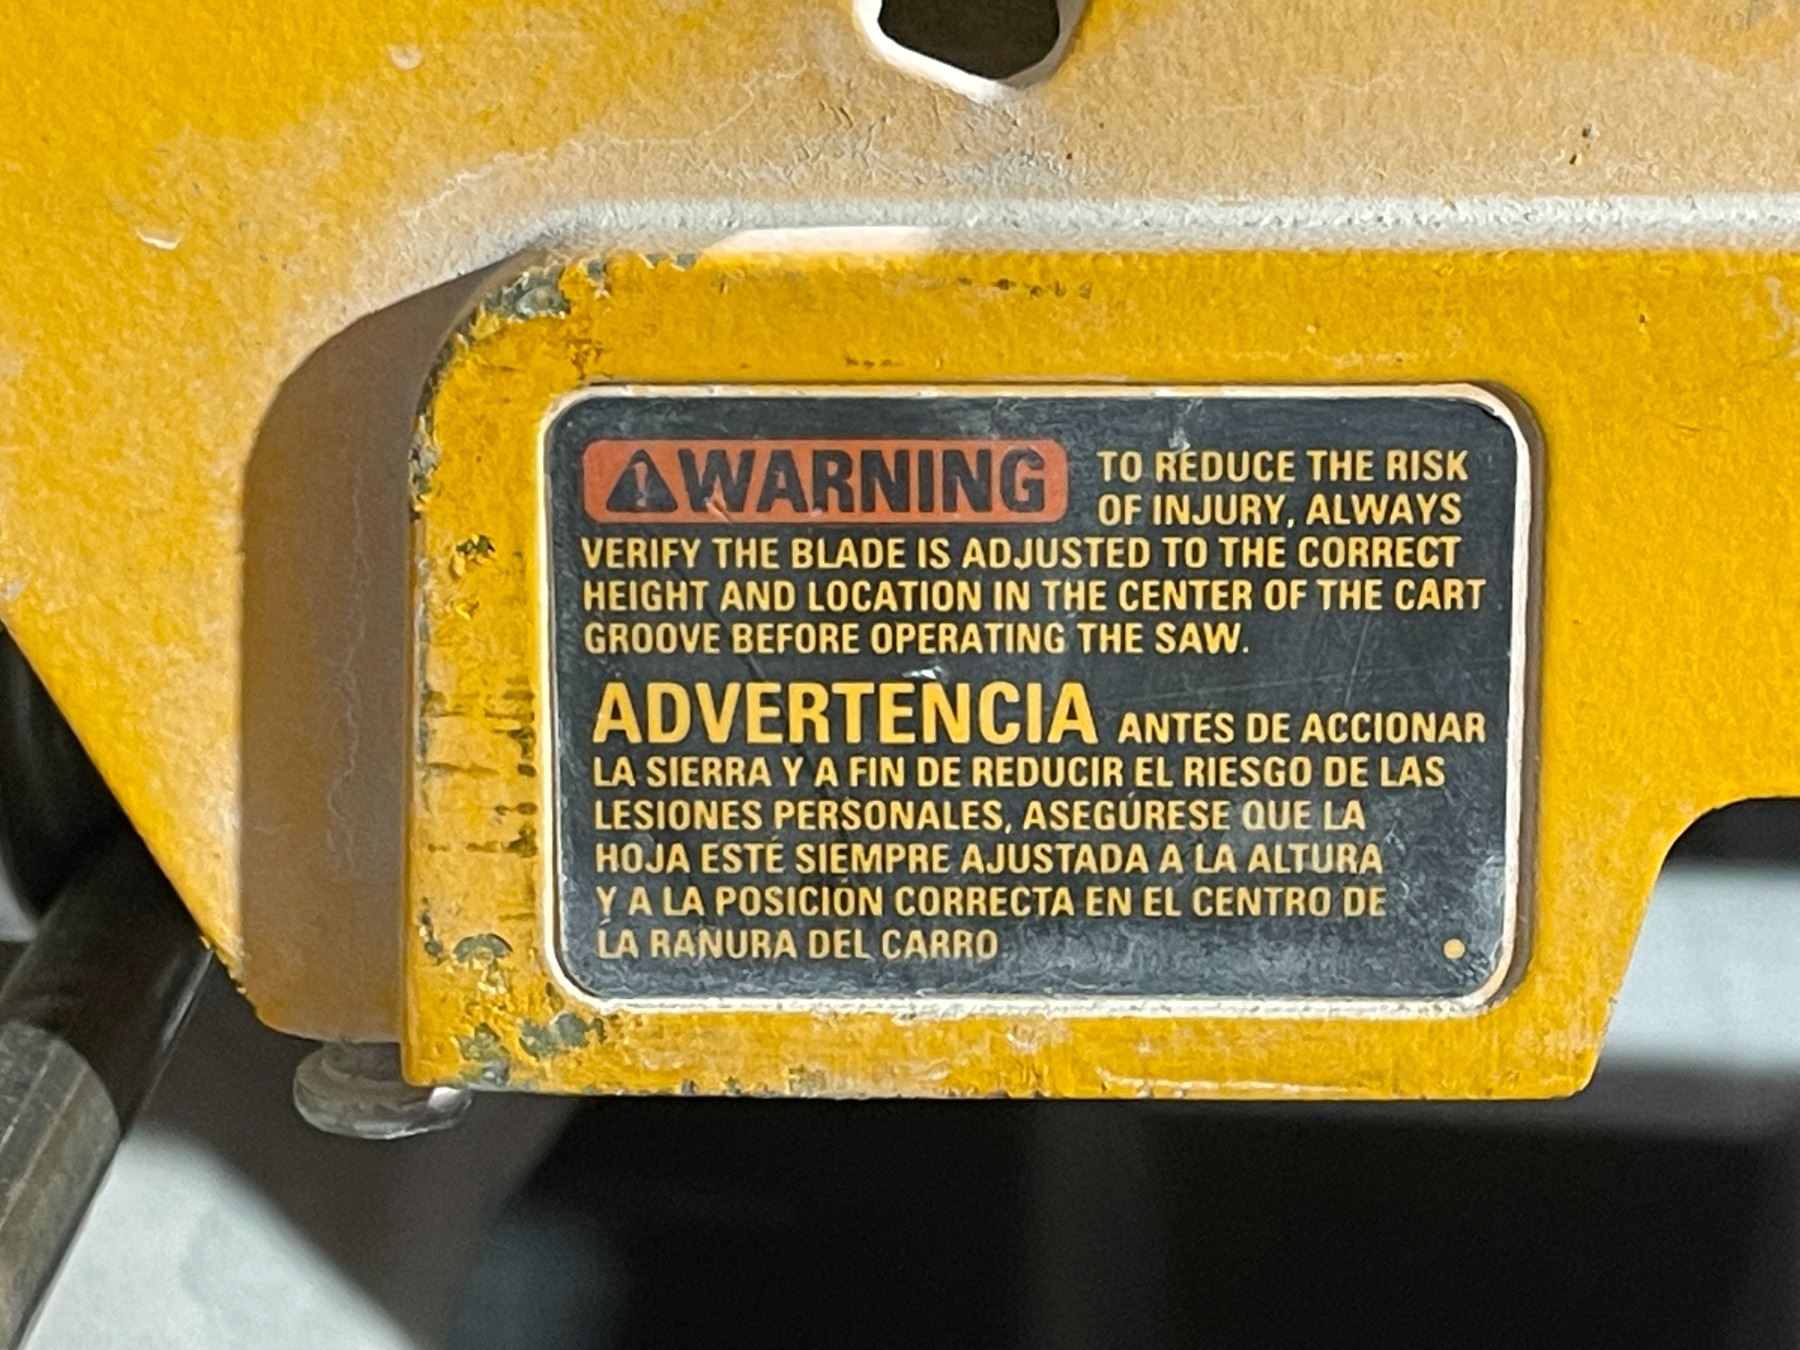 WARNING TO REDUCE THE RISK
OF INJURY, ALWAYS
VERIFY THE BLADE IS ADJUSTED TO THE CORRECT
HEIGHT AND LOCATION IN THE CENTER OF THE CART
GROOVE BEFORE OPERATING THE SAW.
ADVERTENCIA ANTES DE ACCIONAR
LA SIERRA Y A FIN DE REDUCIR EL RIESGO DE LAS
LESIONES PERSONALES, ASEGÚRESE QUE LA
HOJA ESTÉ SIEMPRE AJUSTADA A LA ALTURA
Y A LA POSICIÓN CORRECTA EN EL CENTRO DE
LA RANURA DEL CARRO